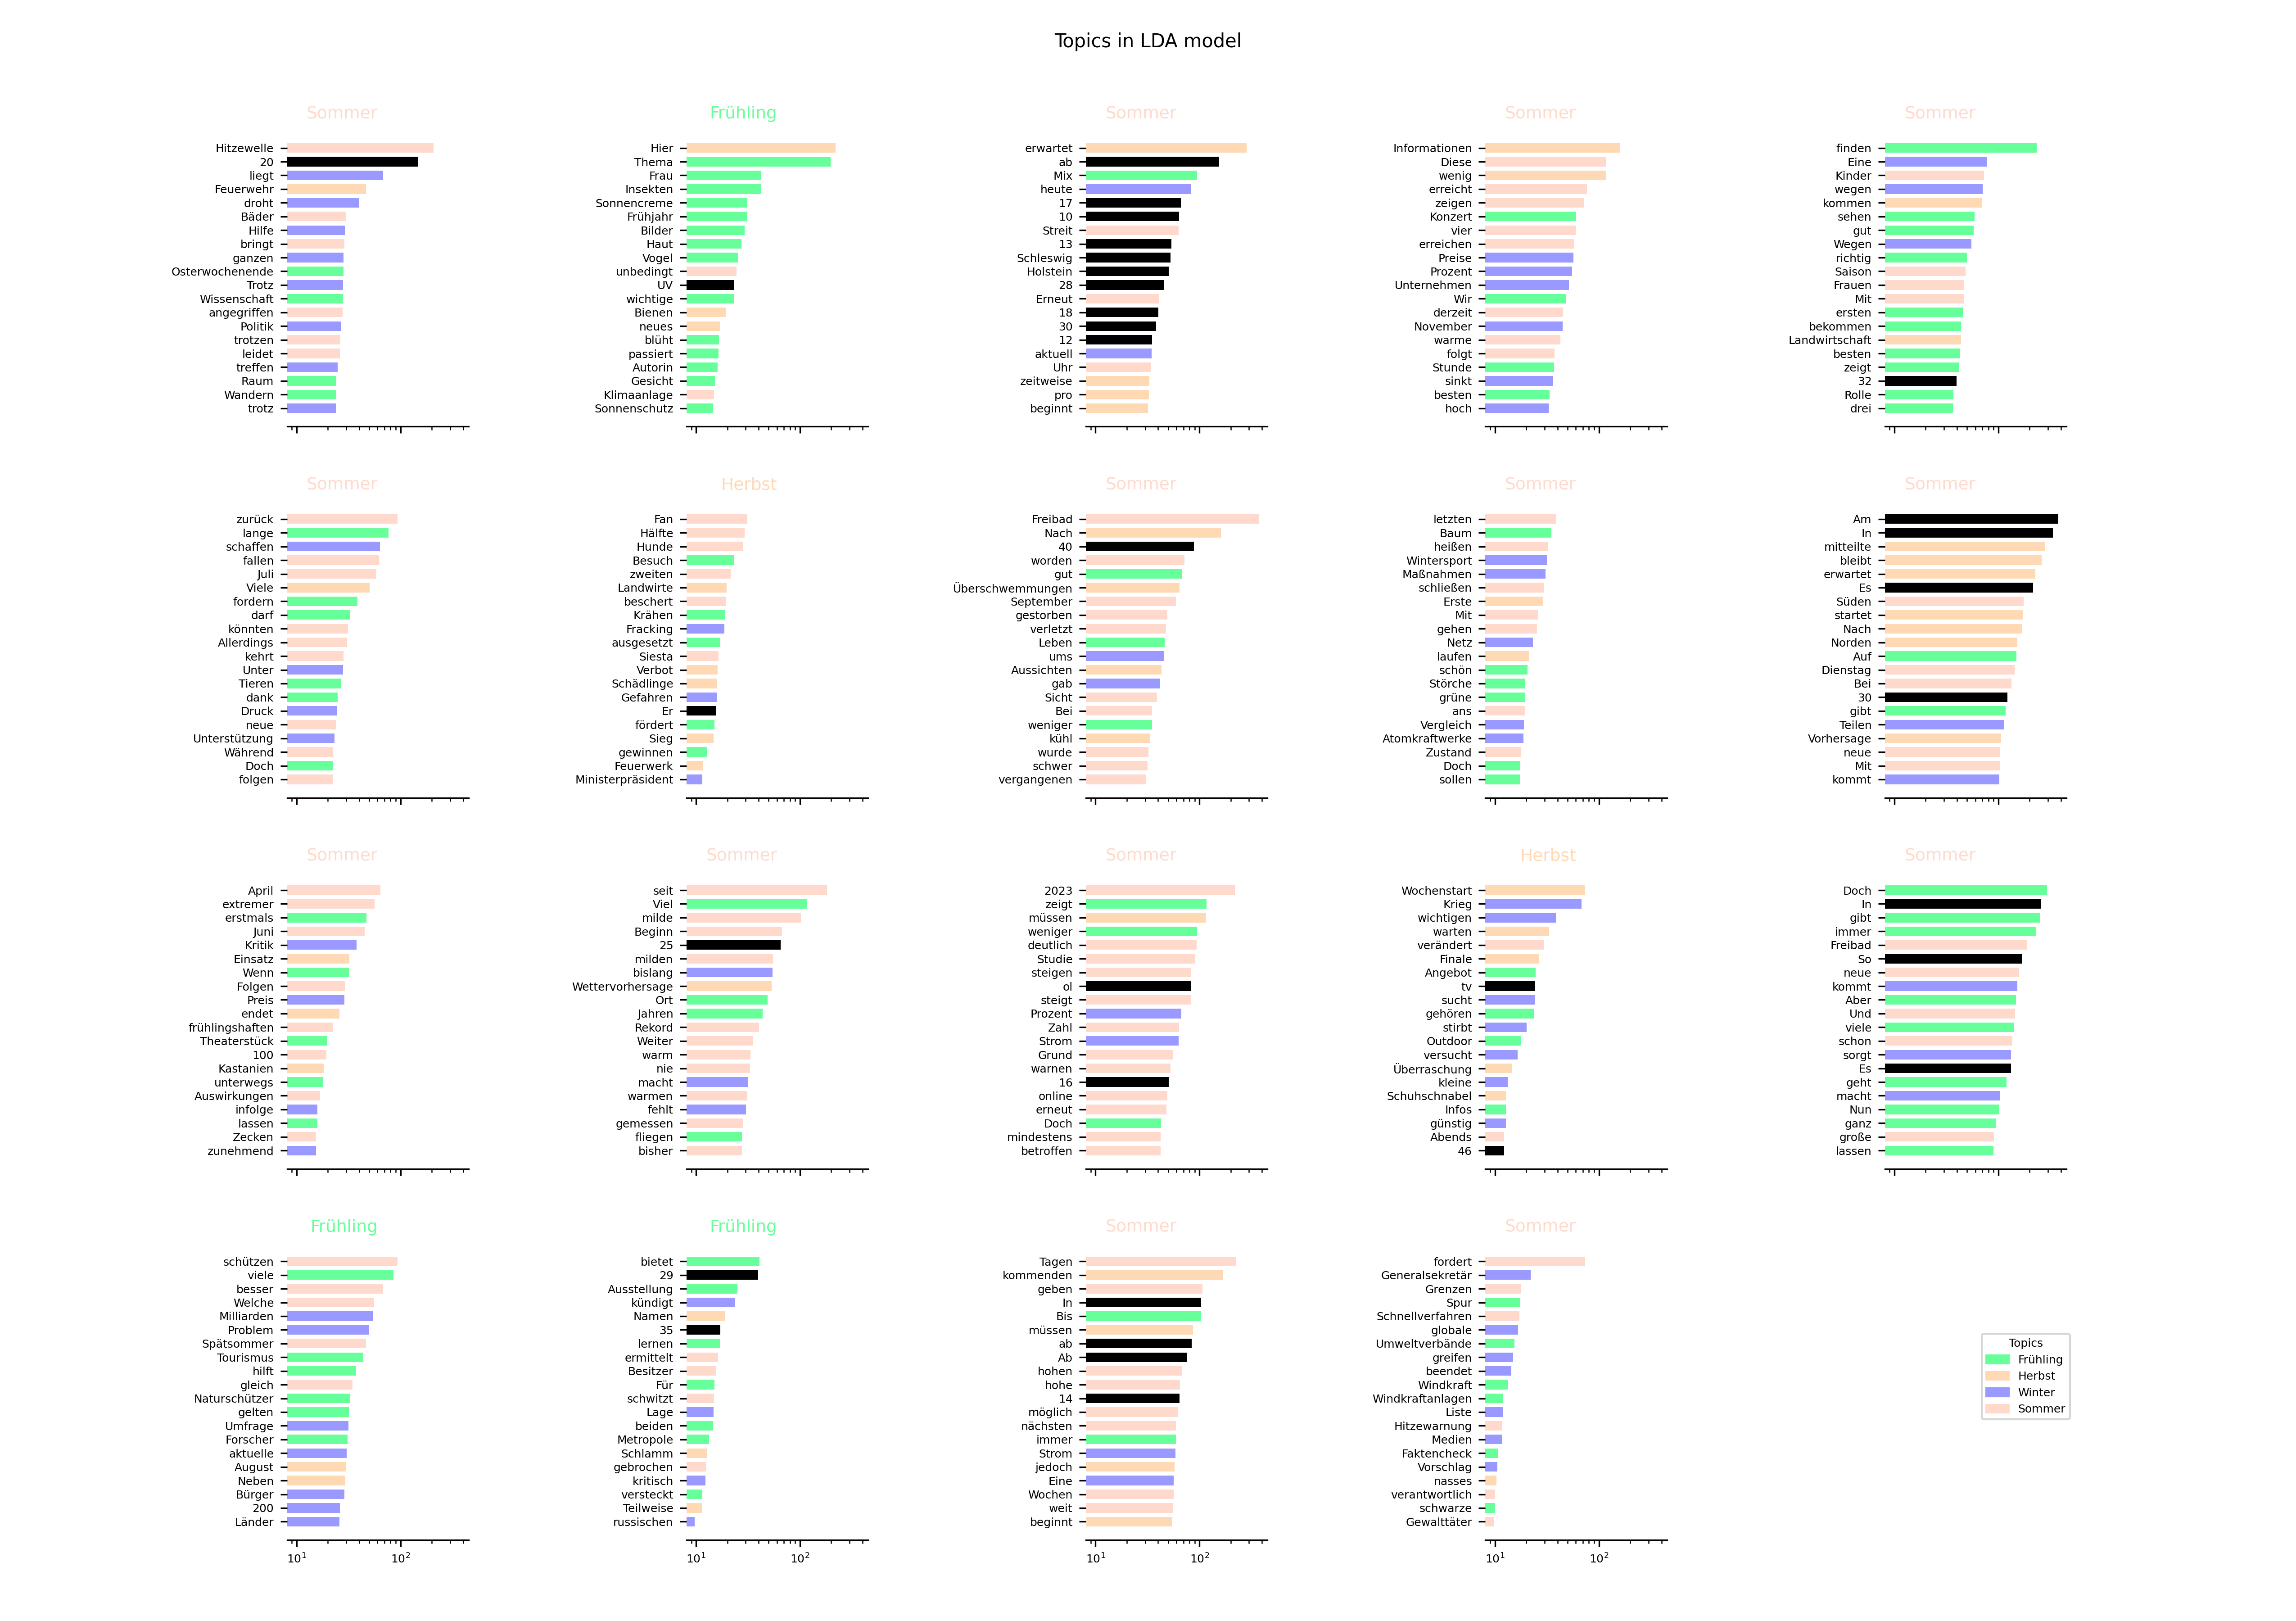 Topics in LDA model
Sommer
Hitzewelle
20
liegt
Feuerwehr
droht
Bäder
Hilfe
bringt
ganzen
Osterwochenende
Trotz
Wissenschaft
angegriffen
Politik
trotzen
leidet
treffen
Raum
Wandern
trotz
Frühling
Hier
Thema
Frau
Insekten
Sonnencreme
Frühjahr
Bilder
Haut
Vogel
unbedingt
UV
wichtige
Bienen
neues
blüht
passiert
Autorin
Gesicht
Klimaanlage
Sonnenschutz
Sommer
erwartet
ab
Mix
heute
17
10
Streit
13
Schleswig
Holstein
28
Erneut
18
30
12
aktuell
Uhr
zeitweise
pro
beginnt
Sommer
Informationen
Diese
wenig
erreicht
zeigen
Konzert
vier
erreichen
Preise
Prozent
Unternehmen
Wir
derzeit
November
warme
folgt
Stunde
sinkt
besten
hoch
Sommer
finden
Eine
Kinder
wegen
kommen
sehen
gut
Wegen
richtig
Saison
Frauen
Mit
ersten
bekommen
Landwirtschaft
besten
zeigt
32
Rolle
drei
Sommer
zurück
lange
schaffen
fallen
Juli
Viele
fordern
darf
könnten
Allerdings
kehrt
Unter
Tieren
dank
Druck
neue
Unterstützung
Während
Doch
folgen
Herbst
Fan
Hälfte
Hunde
Besuch
zweiten
Landwirte
beschert
Krähen
Fracking
ausgesetzt
Siesta
Verbot
Schädlinge
Gefahren
Er
fördert
Sieg
gewinnen
Feuerwerk
Ministerpräsident
Sommer
Freibad
Nach
40
worden
gut
Überschwemmungen
September
gestorben
verletzt
Leben
ums
Aussichten
gab
Sicht
Bei
weniger
kühl
wurde
schwer
vergangenen
Sommer
letzten
Baum
heißen
Wintersport
Maßnahmen
schließen
Erste
Mit
gehen
Netz
laufen
schön
Störche
grüne
ans
Vergleich
Atomkraftwerke
Zustand
Doch
sollen
Sommer
Am
In
mitteilte
bleibt
erwartet
Es
Süden
startet
Nach
Norden
Auf
Dienstag
Bei
30
gibt
Teilen
Vorhersage
neue
Mit
kommt
Sommer
April
extremer
erstmals
Juni
Kritik
Einsatz
Wenn
Folgen
Preis
endet
frühlingshaften
Theaterstück
100
Kastanien
unterwegs
Auswirkungen
infolge
lassen
Zecken
zunehmend
Sommer
seit
Viel
milde
Beginn
25
milden
bislang
Wettervorhersage
Ort
Jahren
Rekord
Weiter
warm
nie
macht
warmen
fehlt
gemessen
fliegen
bisher
Sommer
2023
zeigt
müssen
weniger
deutlich
Studie
steigen
ol
steigt
Prozent
Zahl
Strom
Grund
warnen
16
online
erneut
Doch
mindestens
betroffen
Herbst
Wochenstart
Krieg
wichtigen
warten
verändert
Finale
Angebot
tv
sucht
gehören
stirbt
Outdoor
versucht
Überraschung
kleine
Schuhschnabel
Infos
günstig
Abends
46
Sommer
Doch
In
gibt
immer
Freibad
So
neue
kommt
Aber
Und
viele
schon
sorgt
Es
geht
macht
Nun
ganz
große
lassen
Frühling
schützen
viele
besser
Welche
Milliarden
Problem
Spätsommer
Tourismus
hilft
gleich
Naturschützer
gelten
Umfrage
Forscher
aktuelle
August
Neben
Bürger
200
Länder
10¹ 10²
Frühling
bietet
29
Ausstellung
kündigt
Namen
35
lernen
ermittelt
Besitzer
Für
schwitzt
Lage
beiden
Metropole
Schlamm
gebrochen
kritisch
versteckt
Teilweise
russischen
10¹ 10²
Sommer
Tagen
kommenden
geben
In
Bis
müssen
ab
Ab
hohen
hohe
14
möglich
nächsten
immer
Strom
jedoch
Eine
Wochen
weit
beginnt
10¹ 10²
Sommer
fordert
Generalsekretär
Grenzen
Spur
Schnellverfahren
globale
Umweltverbände
greifen
beendet
Windkraft
Windkraftanlagen
Liste
Hitzewarnung
Medien
Faktencheck
Vorschlag
nasses
verantwortlich
schwarze
Gewalttäter
10¹ 10²
Topics
Frühling
Herbst
Winter
Sommer